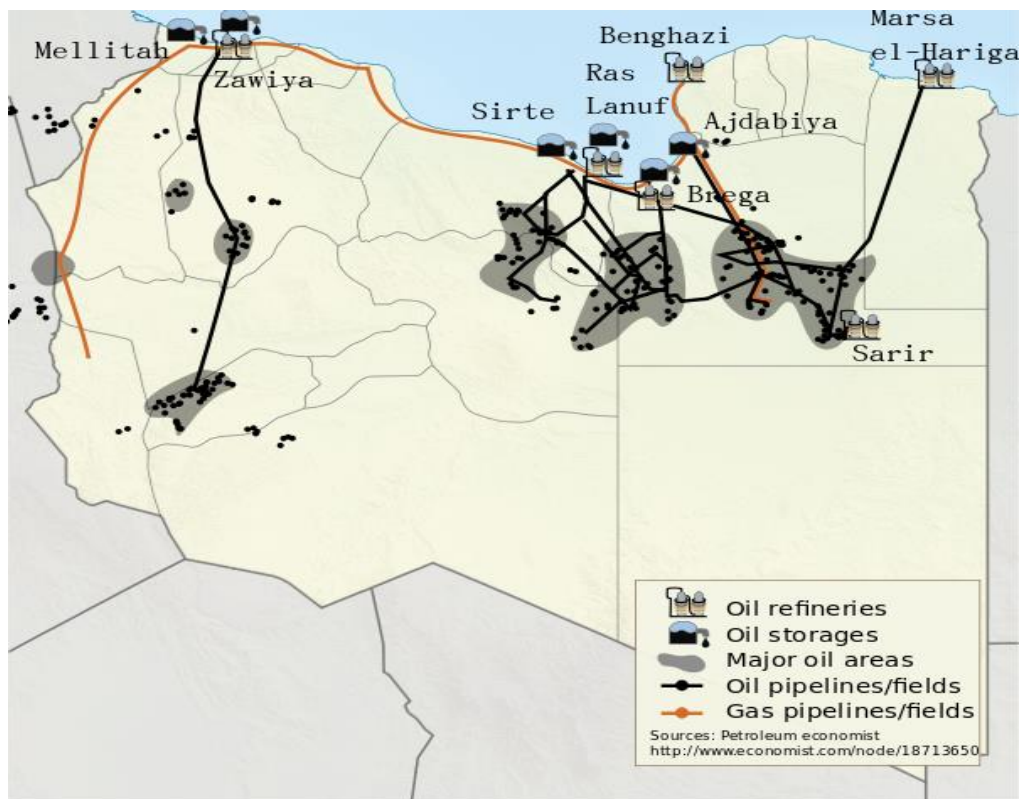 Mellitah
Zawiya
Sirte
Benghazi
Ras
Lanuf
Ajdabiya
Brega
Marsa
el-Hariga
Sarir
Oil refineries
Oil storages
Major oil areas
Oil pipelines/fields
Gas pipelines/fields
Sources: Petroleum economist
http://www.economist.com/node/18713650